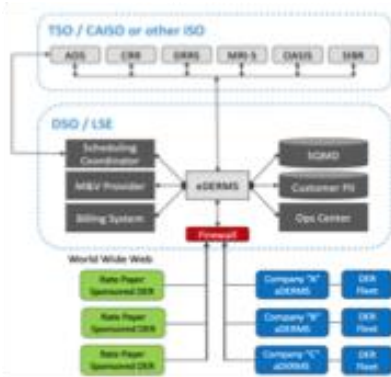 TSO / CAISO or other ISO
ADS CRR DRRS MRI-S OASIS SIBR
DSO / LSE
Scheduling
Coordinator
M&V Provider
Billing System
eDERMS
SQMD
Customer PII
Ops Center
Firewall
World Wide Web
Rate Payer
Sponsored DER
Rate Payer
Sponsored DER
Rate Payer
Sponsored DER
Company "A"
aDERMS
DER
Fleet
Company "B"
aDERMS
DER
Fleet
Company "C"
aDERMS
DER
Fleet